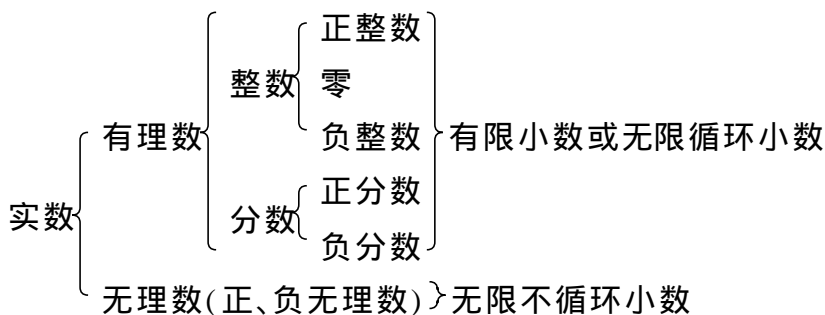 正整数
整数 零
有理数 负整数 有限小数或无限循环小数
正分数
实数 分数
负分数
无理数(正、负无理数) 无限不循环小数